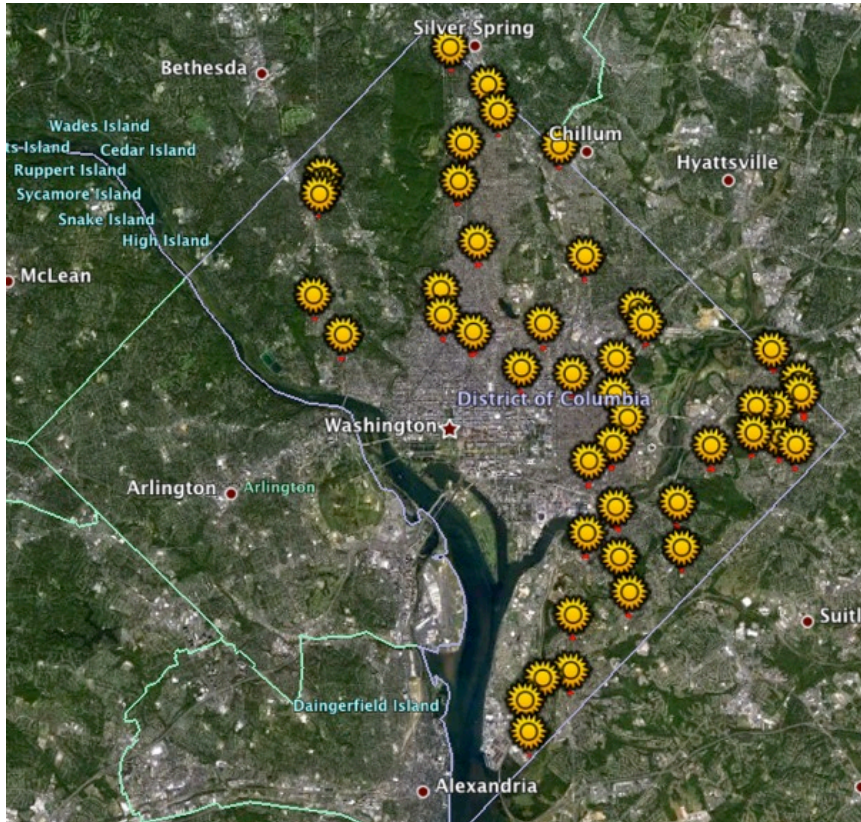 Silver Spring
Bethesda
Wades Island
Chillum
ts Island
Cedar Island
Hyattsville
Ruppert Island
Sycamore Island
Snake Island
High Island
McLean
District of Columbia
Washington
Arlington
Arlington
Suitl
Daingerfield Island
Alexandria